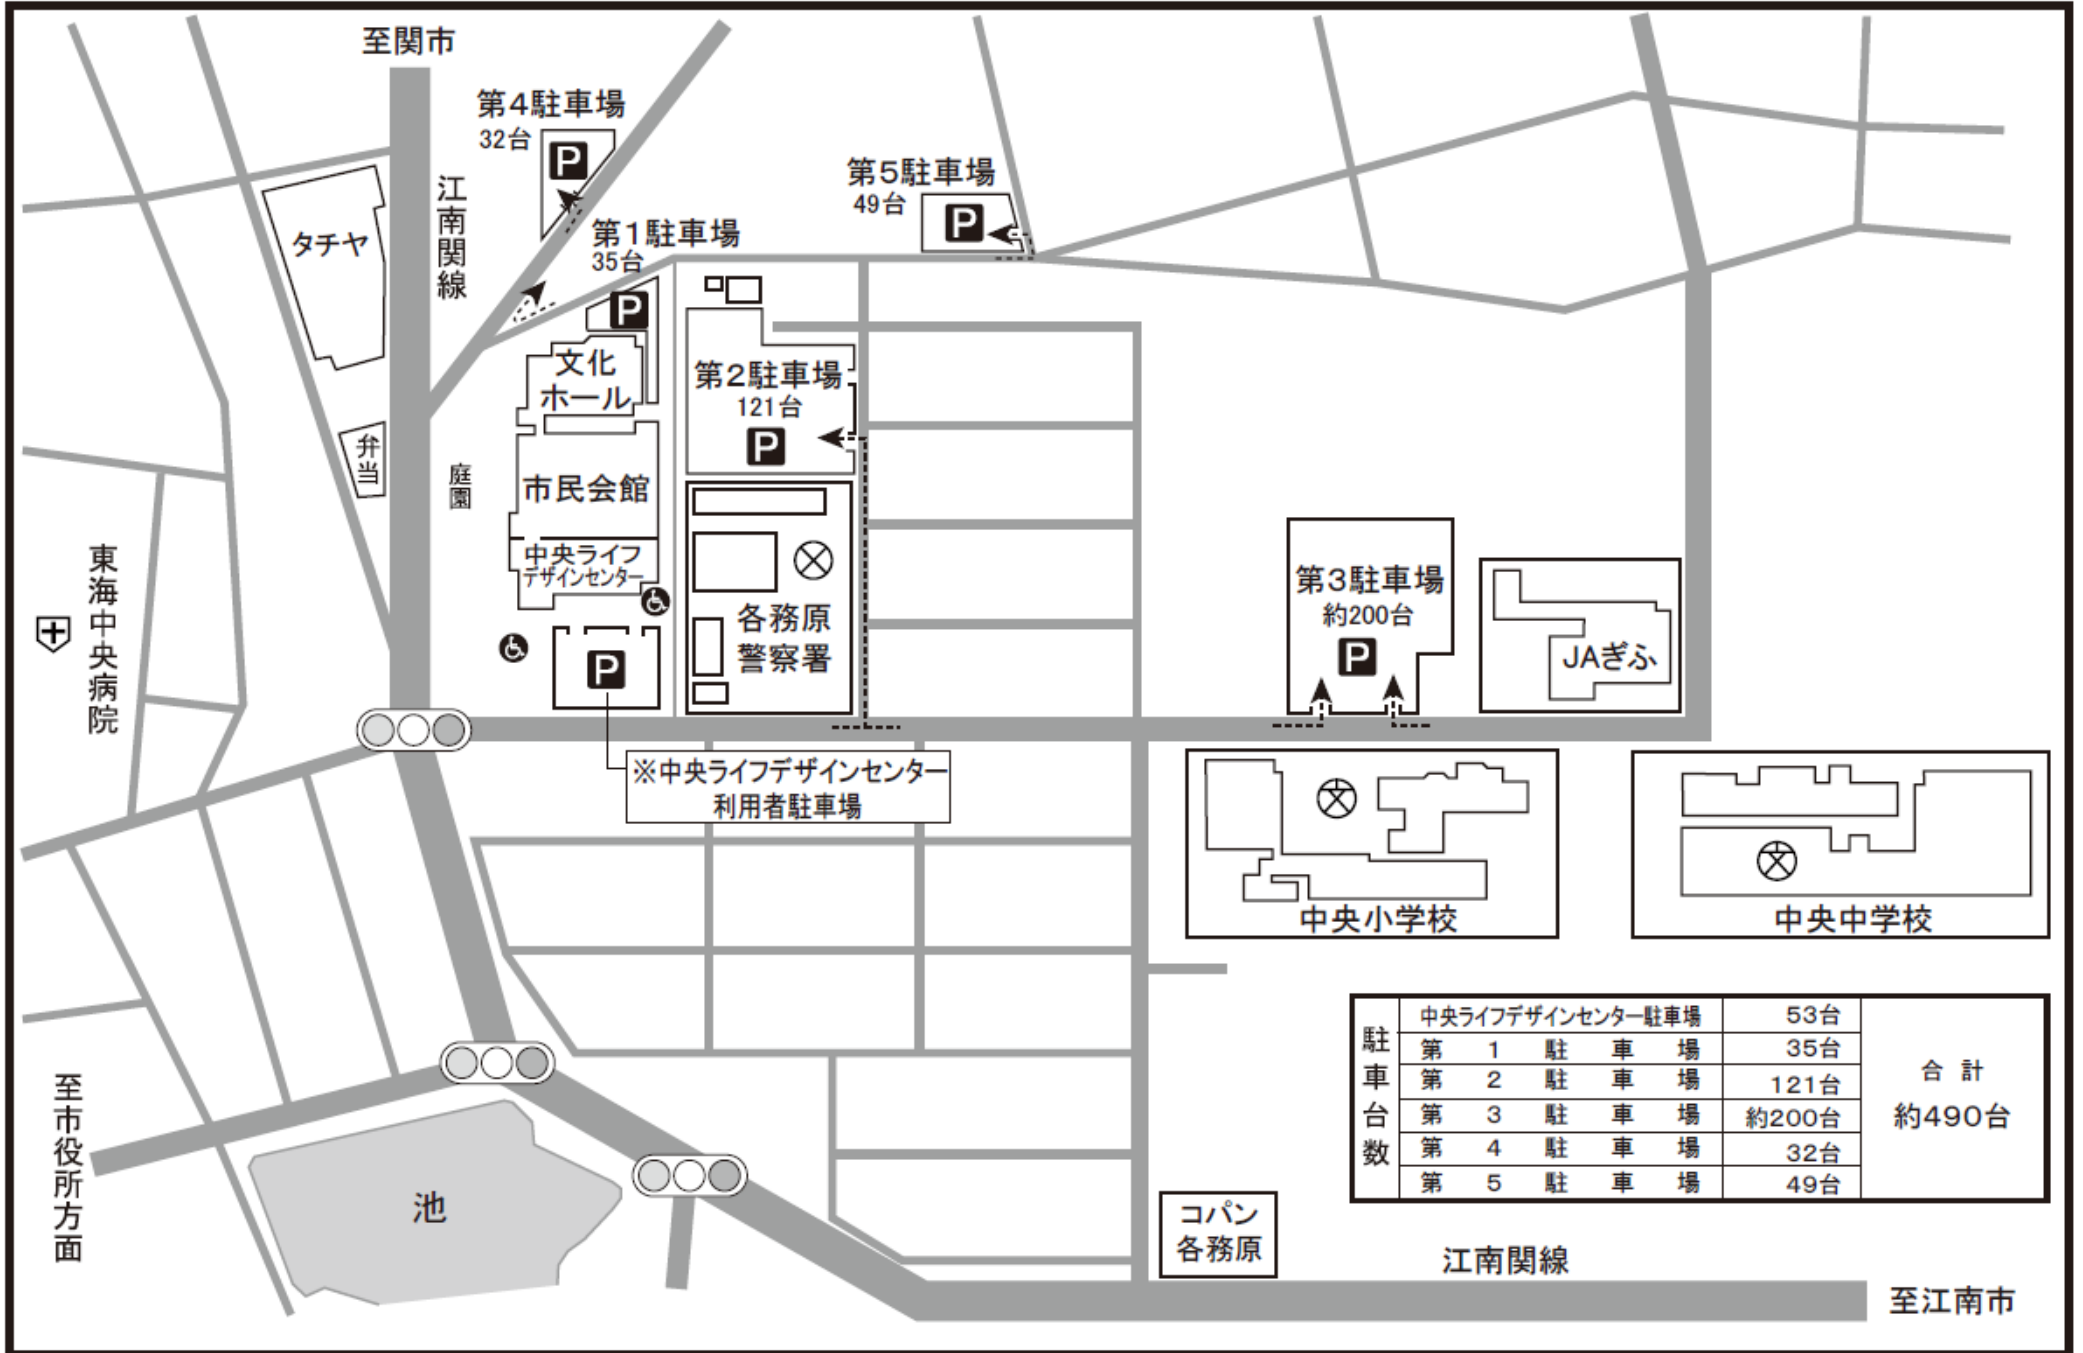 至関市
第4駐車場
32台
P
江南関線
第1駐車場
35台
P
第5駐車場
49台
P
タチヤ
文化
ホール
第2駐車場
121台
P
弁当
庭園
市民会館
中央ライフ
デザインセンター
各務原
警察署
第3駐車場
約200台
P
JAぎふ
東海中央病院
P
※中央ライフデザインセンター
利用者駐車場
文
中央小学校
文
中央中学校
駐車台数
中央ライフデザインセンター駐車場 53台
第1駐車場 35台
第2駐車場 121台
第3駐車場 約200台
第4駐車場 32台
第5駐車場 49台
合計
約490台
至市役所方面
池
コパン
各務原
江南関線
至江南市